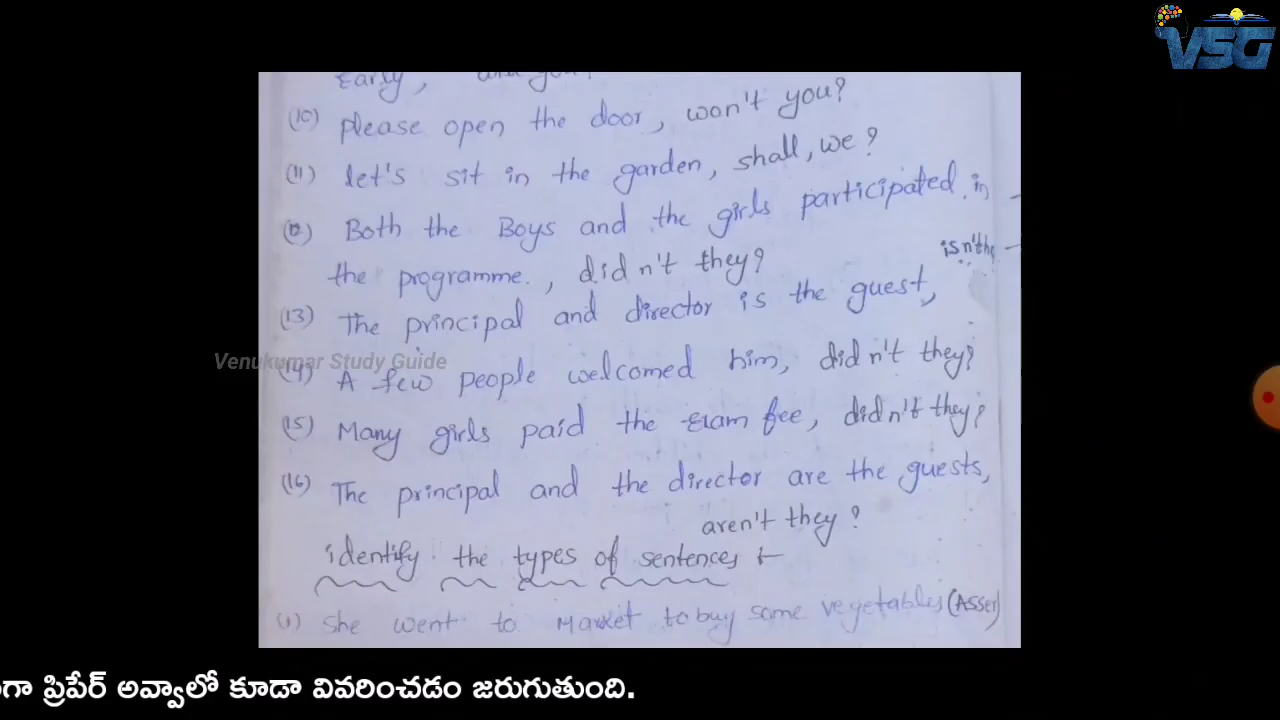 VSG
Early,
(10) please open the door, won't you?
(11) let's sit in the garden, shall, we?
(12) Both the Boys and the girls participated in
the programme., didn't they?
isn't he
(13) The principal and director is the guest,
Venukumar Study Guide
(14) A few people welcomed him, didn't they?
(15) Many girls paid the Exam fee, didn't they?
(16) The principal and the director are the guests,
aren't they?
identify the types of sentences :-
(1) She went to Market to buy some vegetables (Asser)
ప్రిపేర్ అవ్వాలో కూడా వివరించడం జరుగుతుంది.